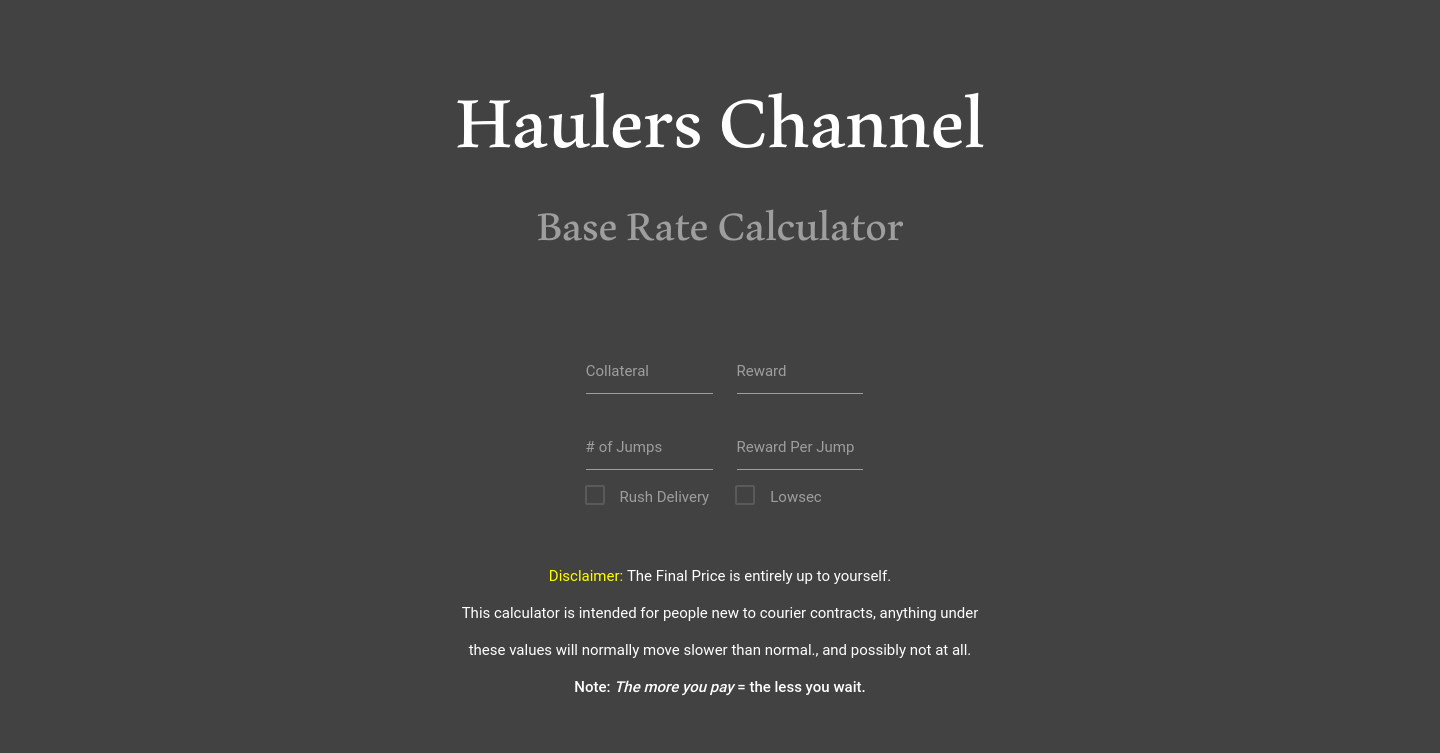 Haulers Channel
Base Rate Calculator
Collateral Reward
# of Jumps Reward Per Jump
Rush Delivery Lowsec
Disclaimer: The Final Price is entirely up to yourself.
This calculator is intended for people new to courier contracts, anything under
these values will normally move slower than normal., and possibly not at all.
Note: The more you pay = the less you wait.